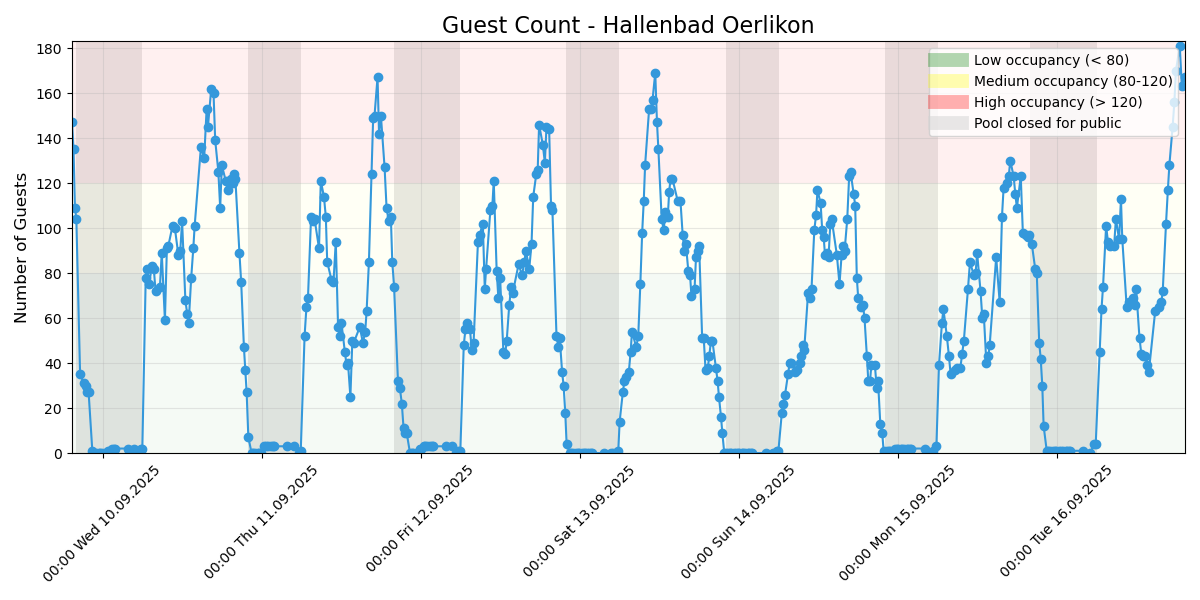 Guest Count - Hallenbad Oerlikon
Number of Guests
180
160
140
120
100
80
60
40
20
0
Low occupancy (< 80)
Medium occupancy (80-120)
High occupancy (> 120)
Pool closed for public
00:00 Wed 10.09.2025
00:00 Thu 11.09.2025
00:00 Fri 12.09.2025
00:00 Sat 13.09.2025
00:00 Sun 14.09.2025
00:00 Mon 15.09.2025
00:00 Tue 16.09.2025